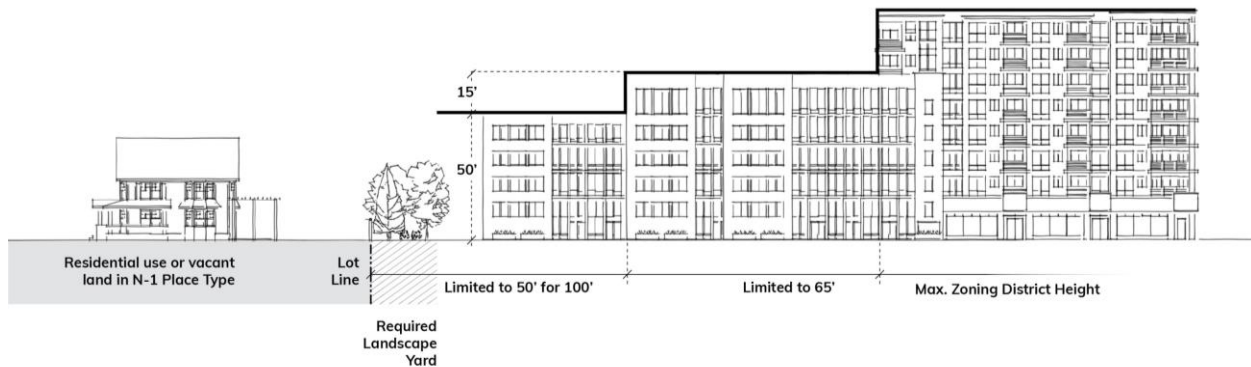 15'
50'
Residential use or vacant
land in N-1 Place Type
Lot
Line
Limited to 50' for 100'
Limited to 65'
Max. Zoning District Height
Required
Landscape
Yard